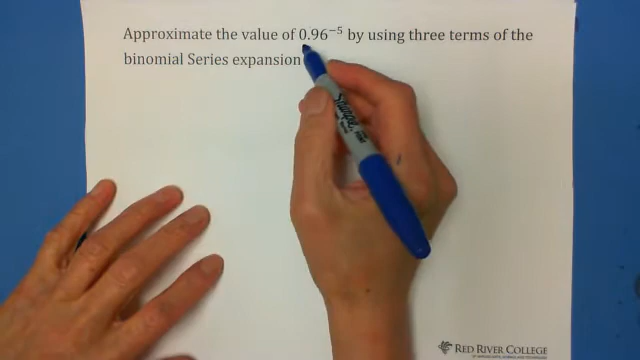 Approximate the value of 0.96⁻⁵ by using three terms of the
binomial Series expansion
Sharpie
RED RIVER COLLEGE